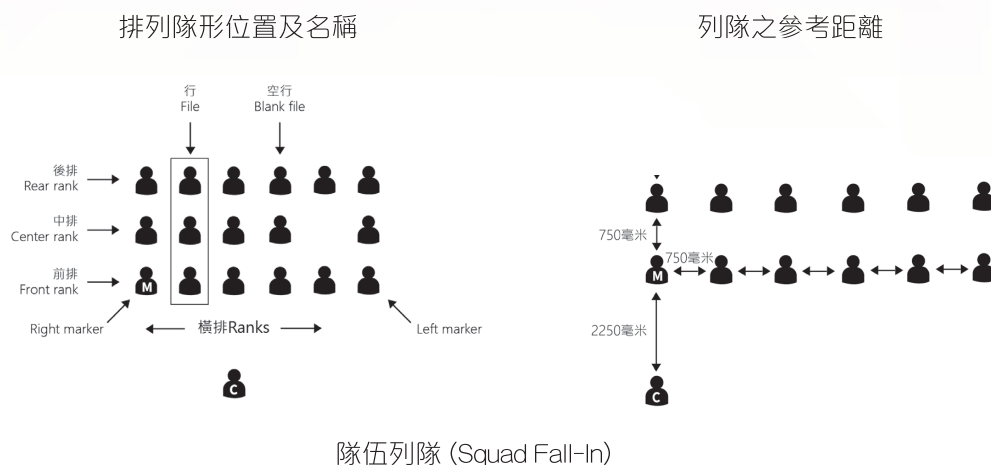 排列隊形位置及名稱
行
File
空行
Blank file
後排
Rear rank
中排
Center rank
前排
Front rank
M
Right marker
橫排Ranks
Left marker
C
列隊之參考距離
750毫米
M
750毫米
2250毫米
C
隊伍列隊 (Squad Fall-In)